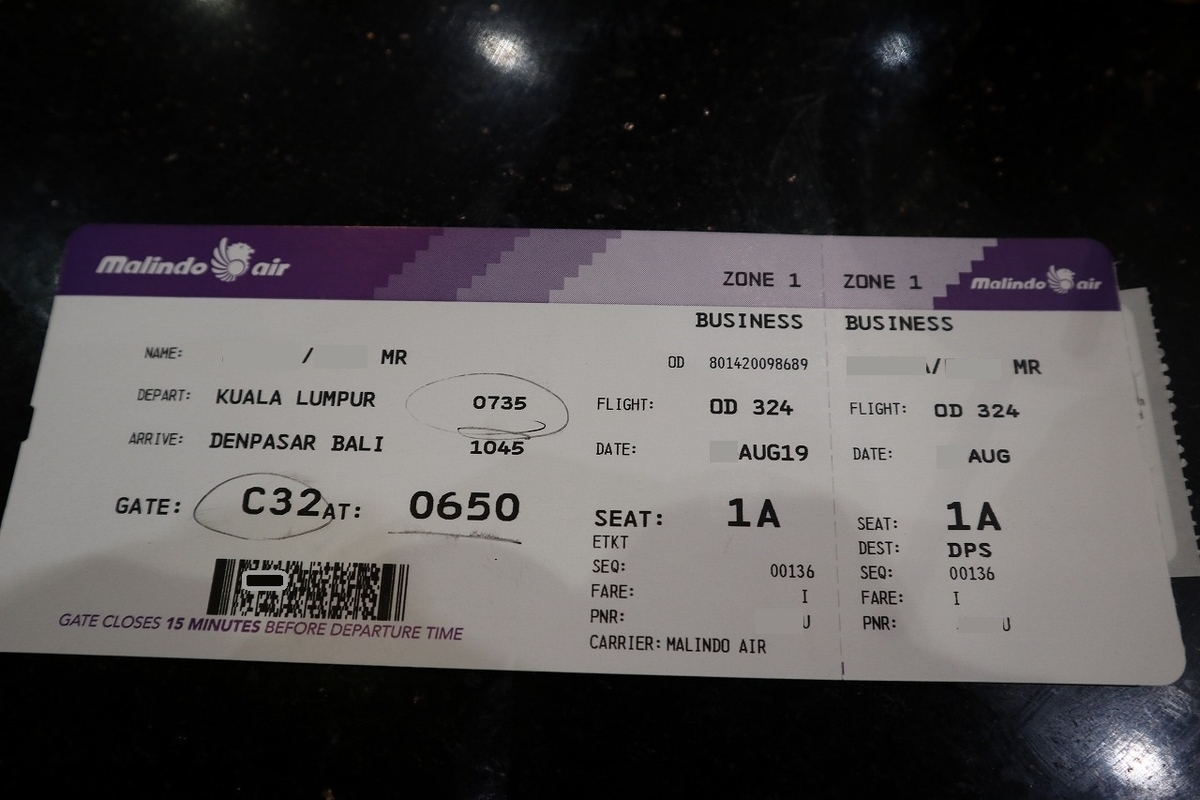 Malindo air
ZONE 1
BUSINESS
NAME: / MR
OD 801420098689
DEPART: KUALA LUMPUR 0735
FLIGHT: OD 324
ARRIVE: DENPASAR BALI 1045
DATE: AUG19
GATE: C32 AT: 0650
SEAT: 1A
ETKT
SEQ: 00136
FARE: I
PNR: U
CARRIER: MALINDO AIR
GATE CLOSES 15 MINUTES BEFORE DEPARTURE TIME
ZONE 1 Malindo air
BUSINESS
/ MR
FLIGHT: OD 324
DATE: AUG
SEAT: 1A
DEST: DPS
SEQ: 00136
FARE: I
PNR: U